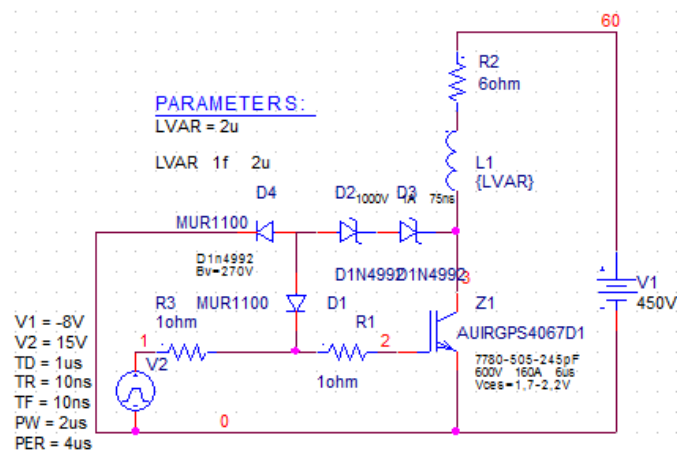 60
R2
6ohm
PARAMETERS:
LVAR = 2u
LVAR 1f 2u
L1
{LVAR}
D4
D2 1000V D3 1A 75ns
MUR1100
D1n4992
Bv=270V
D1N4992 D1N4992
3
V1
450V
R3
1ohm
MUR1100
D1
Z1
R1
AUIRGPS4067D1
1
2
V2
1ohm
7780-505-245pF
600V 160A 6us
Vces=1,7-2,2V
V1 = -8V
V2 = 15V
TD = 1us
TR = 10ns
TF = 10ns
PW = 2us
PER = 4us
0